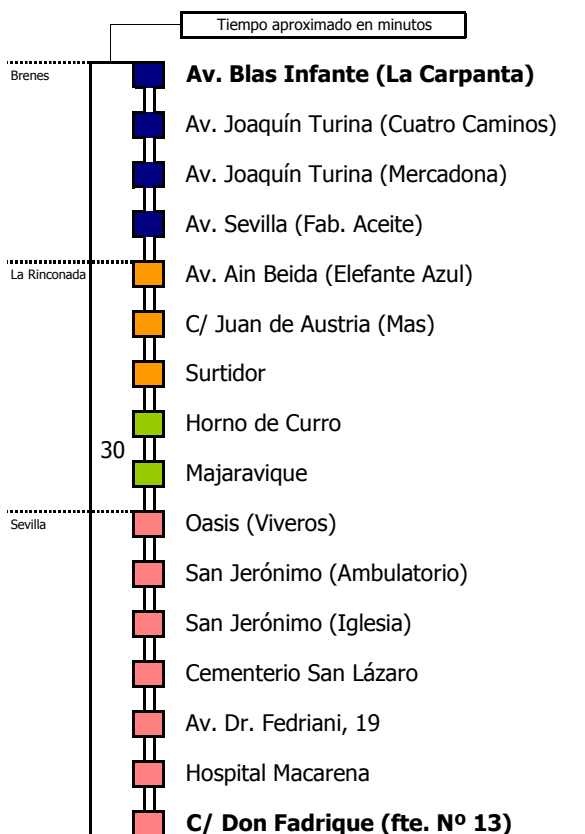 Tiempo aproximado en minutos
Brenes
Av. Blas Infante (La Carpanta)
Av. Joaquín Turina (Cuatro Caminos)
Av. Joaquín Turina (Mercadona)
Av. Sevilla (Fab. Aceite)
La Rinconada
Av. Ain Beida (Elefante Azul)
C/ Juan de Austria (Mas)
Surtidor
Horno de Curro
30
Majaravique
Sevilla
Oasis (Viveros)
San Jerónimo (Ambulatorio)
San Jerónimo (Iglesia)
Cementerio San Lázaro
Av. Dr. Fedriani, 19
Hospital Macarena
C/ Don Fadrique (fte. Nº 13)